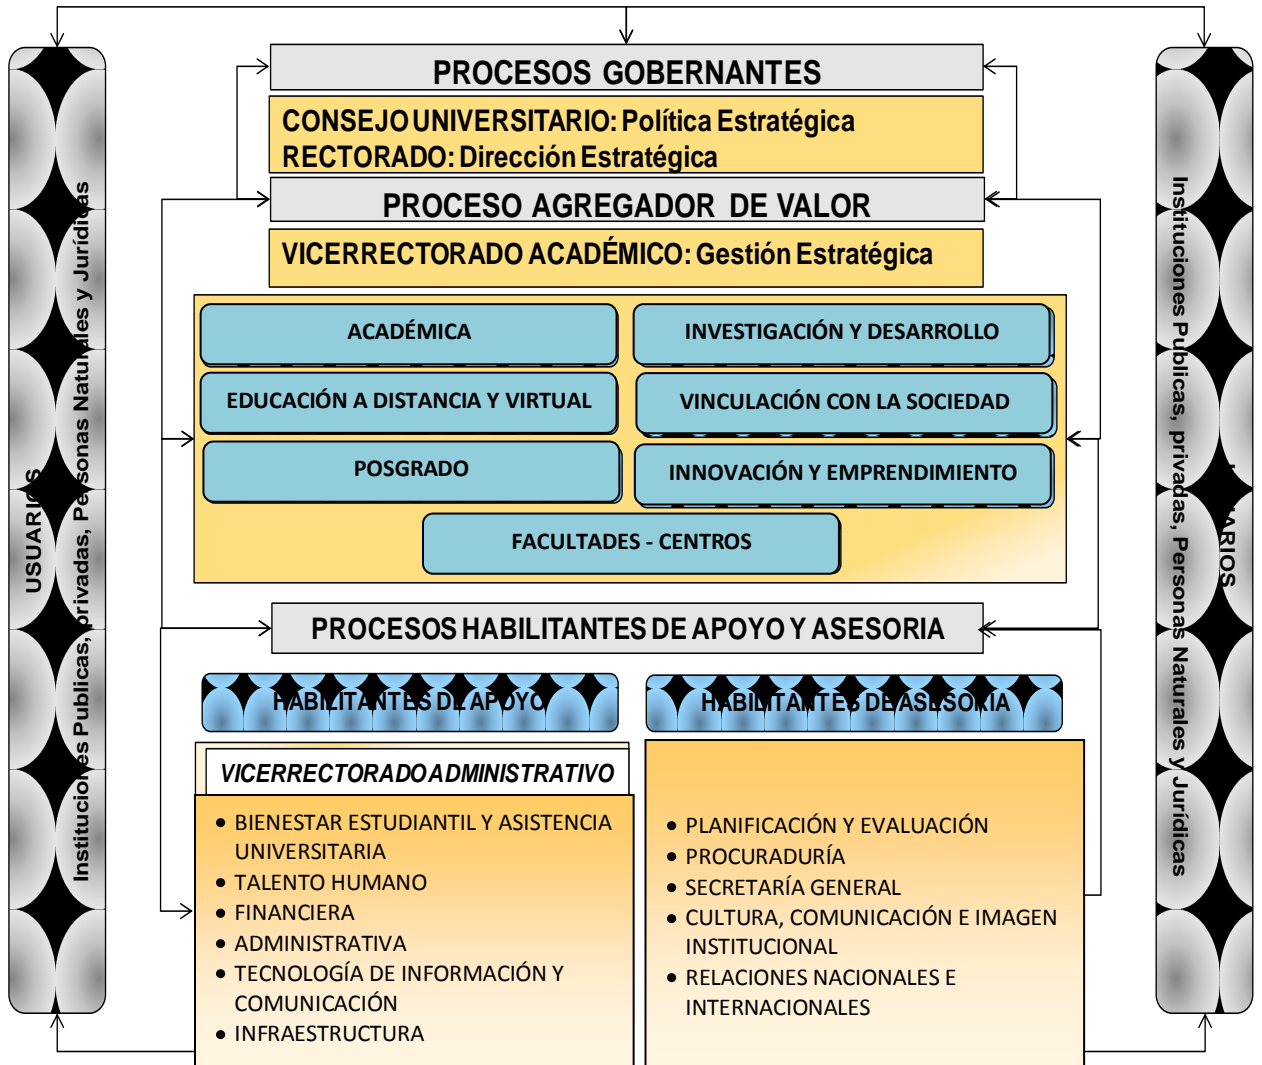 PROCESOS GOBERNANTES
CONSEJO UNIVERSITARIO: Política Estratégica
RECTORADO: Dirección Estratégica
PROCESO AGREGADOR DE VALOR
VICERRECTORADO ACADÉMICO: Gestión Estratégica
ACADÉMICA
INVESTIGACIÓN Y DESARROLLO
EDUCACIÓN A DISTANCIA Y VIRTUAL
VINCULACIÓN CON LA SOCIEDAD
POSGRADO
INNOVACIÓN Y EMPRENDIMIENTO
FACULTADES - CENTROS
PROCESOS HABILITANTES DE APOYO Y ASESORIA
HABILITANTES DE APOYO
HABILITANTES DE ASESORIA
VICERRECTORADO ADMINISTRATIVO
• BIENESTAR ESTUDIANTIL Y ASISTENCIA
UNIVERSITARIA
• TALENTO HUMANO
• FINANCIERA
• ADMINISTRATIVA
• TECNOLOGÍA DE INFORMACIÓN Y
COMUNICACIÓN
• INFRAESTRUCTURA
• PLANIFICACIÓN Y EVALUACIÓN
• PROCURADURÍA
• SECRETARÍA GENERAL
• CULTURA, COMUNICACIÓN E IMAGEN
INSTITUCIONAL
• RELACIONES NACIONALES E
INTERNACIONALES
USUARIOS
Instituciones Publicas, privadas, Personas Naturales y Jurídicas
Instituciones Publicas, privadas, Personas Naturales y Jurídicas